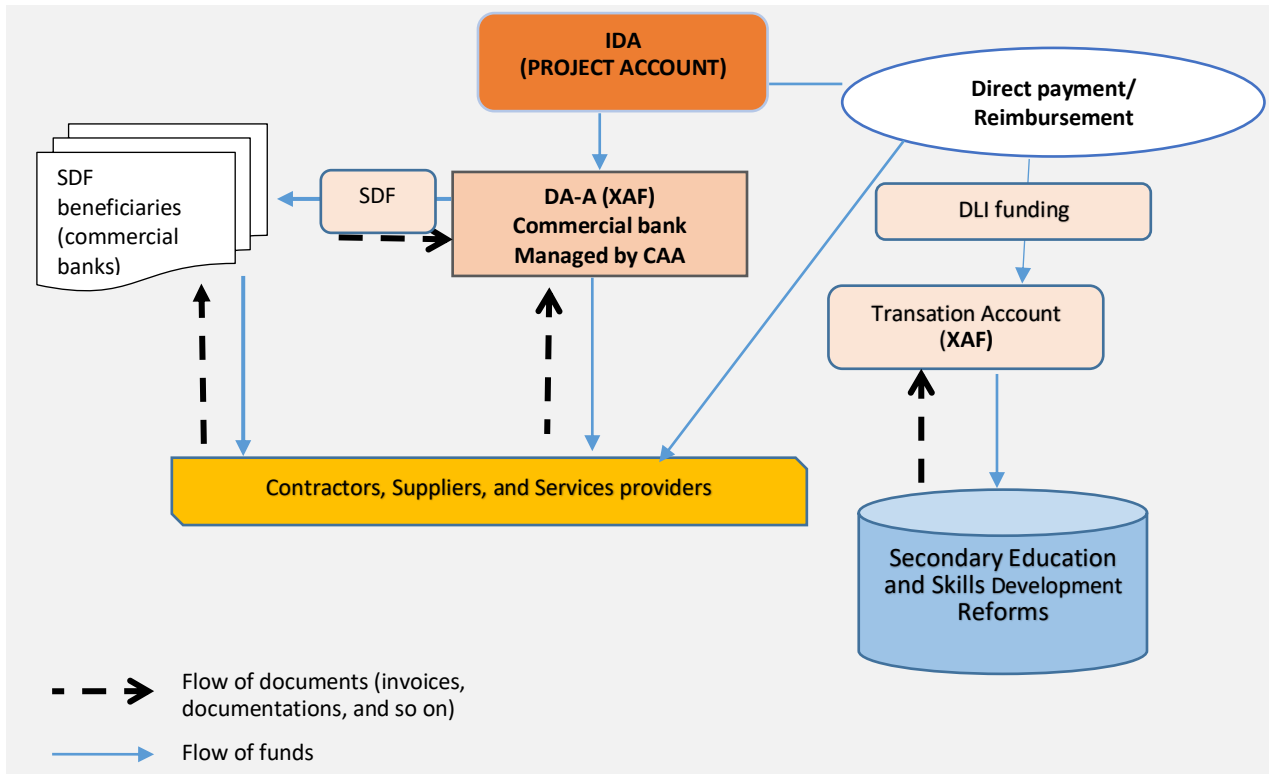 IDA
(PROJECT ACCOUNT)
Direct payment/
Reimbursement
SDF
beneficiaries
(commercial
banks)
SDF
DA-A (XAF)
Commercial bank
Managed by CAA
DLI funding
Transation Account
(XAF)
Contractors, Suppliers, and Services providers
Secondary Education
and Skills Development
Reforms
Flow of documents (invoices,
documentations, and so on)
Flow of funds